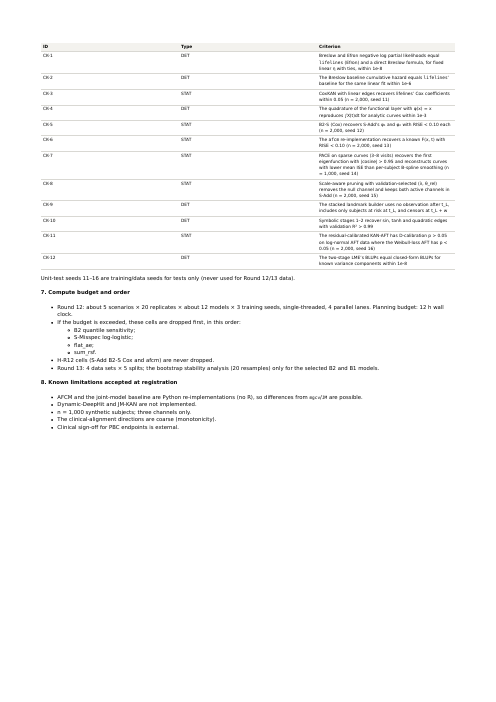 ID Type Criterion
CK-1 DET Breslow and Efron negative log partial likelihoods equal
lifelines (Efron) and a direct Breslow formula, for fixed
linear η with ties, within 1e-8
CK-2 DET The Breslow baseline cumulative hazard equals lifelines'
baseline for the same linear fit within 1e-6
CK-3 STAT CoxKAN with linear edges recovers lifelines' Cox coefficients
within 0.05 (n = 2,000, seed 11)
CK-4 DET The quadrature of the functional layer with φ(x) = x
reproduces ∫X(t)dt for analytic curves within 1e-4
CK-5 STAT B2-S (Cox) recovers S-Add's φ₁ and φ₂ with RISE < 0.10 each
(n = 2,000, seed 12)
CK-6 STAT The afcm re-implementation recovers a known F(x, t) with
RISE < 0.10 (n = 2,000, seed 13)
CK-7 STAT PACE on sparse curves (3–8 visits) recovers the first
eigenfunction with |cosine| > 0.95 and reconstructs curves
with lower mean ISE than per-subject B-spline smoothing (n
= 1,000, seed 14)
CK-8 STAT Scale-aware pruning with validation-selected (λ, θ_rel)
removes the null channel and keeps both active channels in
S-Add (n = 2,000, seed 15)
CK-9 DET The stacked landmark builder uses no observation after t_L,
includes only subjects at risk at t_L, and censors at t_L + w
CK-10 DET Symbolic stages 1–2 recover sin, tanh and quadratic edges
with validation R² > 0.99
CK-11 STAT The residual-calibrated KAN-AFT has D-calibration p > 0.05
on log-normal AFT data where the Weibull-loss AFT has p <
0.05 (n = 2,000, seed 16)
CK-12 DET The two-stage LME's BLUPs equal closed-form BLUPs for
known variance components within 1e-8
Unit-test seeds 11–16 are training/data seeds for tests only (never used for Round 12/13 data).
7. Compute budget and order
• Round 12: about 5 scenarios × 20 replicates × about 12 models × 3 training seeds, single-threaded, 4 parallel lanes. Planning budget: 12 h wall
clock.
• If the budget is exceeded, these cells are dropped first, in this order:
◦ B2 quantile sensitivity;
◦ S-Misspec log-logistic;
◦ flat_ae;
◦ sum_rsf.
• H-R12 cells (S-Add B2-S Cox and afcm) are never dropped.
• Round 13: 4 data sets × 5 splits; the bootstrap stability analysis (20 resamples) only for the selected B2 and B1 models.
8. Known limitations accepted at registration
• AFCM and the joint-model baseline are Python re-implementations (no R), so differences from mgcv/JM are possible.
• Dynamic-DeepHit and JM-KAN are not implemented.
• n = 1,000 synthetic subjects; three channels only.
• The clinical-alignment directions are coarse (monotonicity).
• Clinical sign-off for PBC endpoints is external.